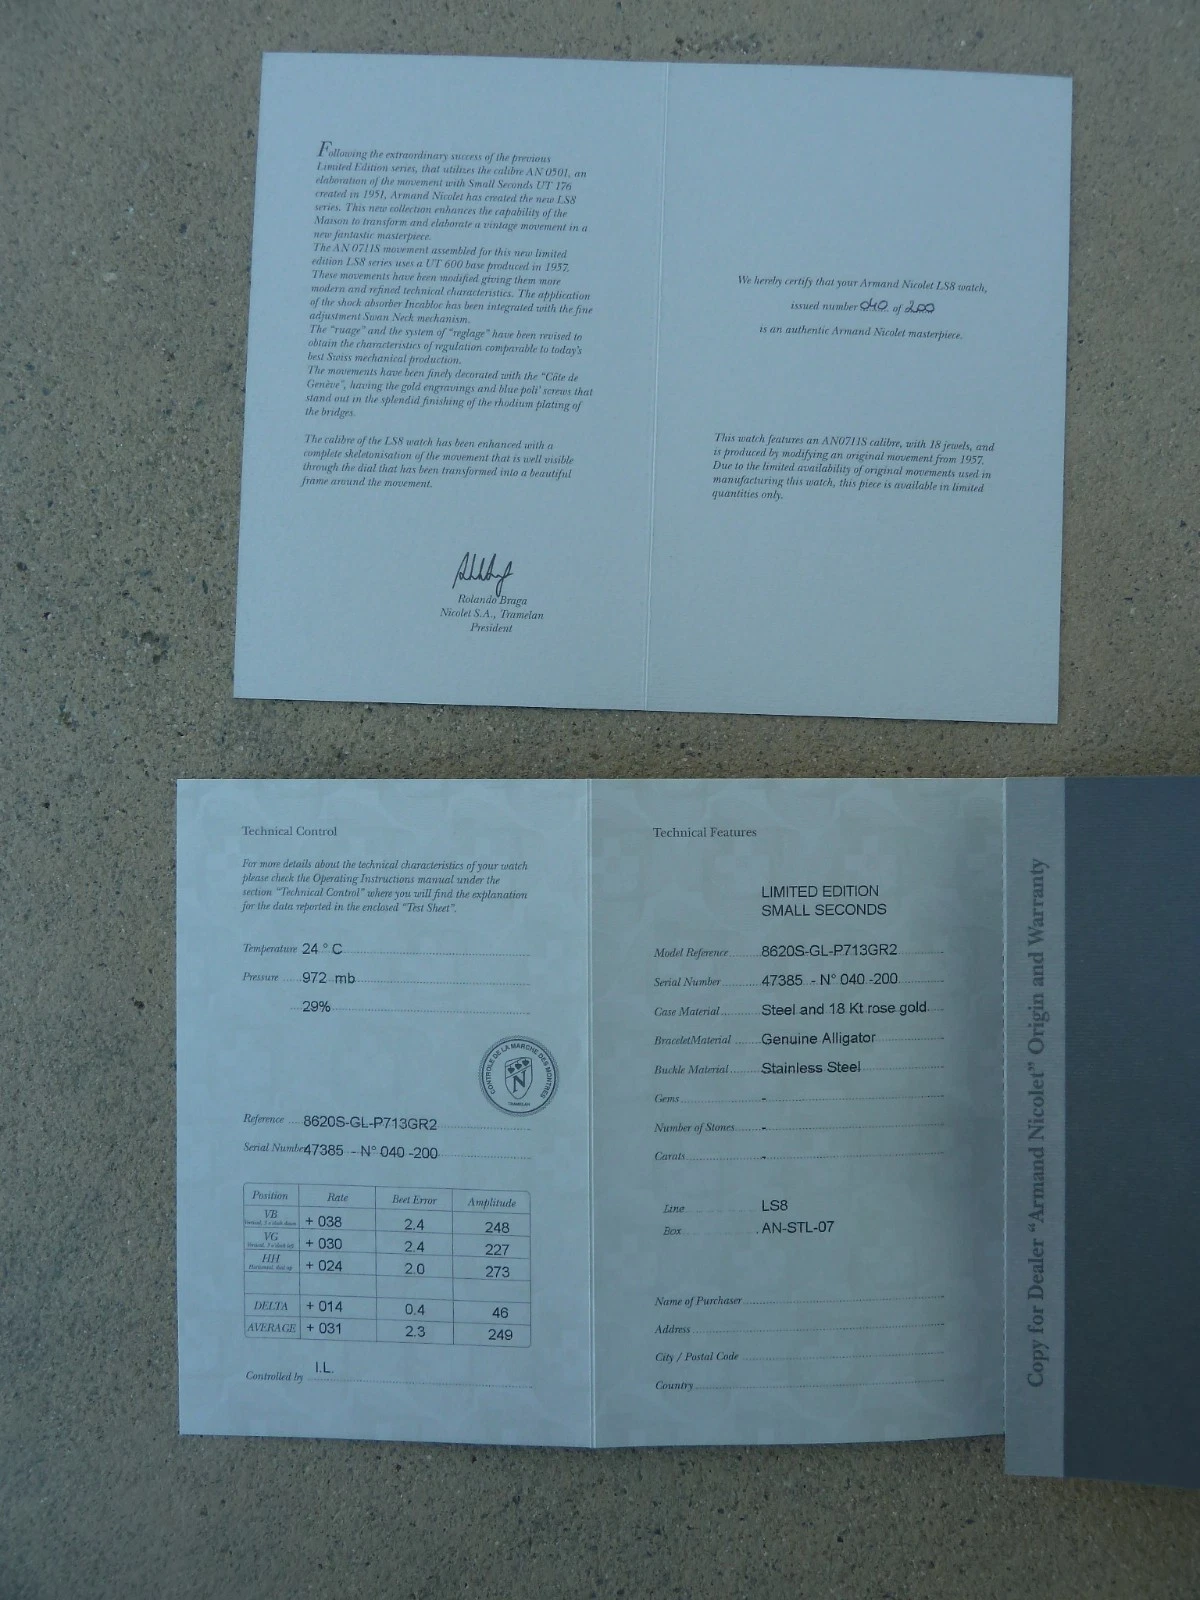 Following the extraordinary success of the previous
Limited Edition series, that utilizes the calibre AN 0501, an
elaboration of the movement with Small Seconds UT 176
created in 1951, Armand Nicolet has created the new LS8
series. This new collection enhances the capability of the
Maison to transform and elaborate a vintage movement in a
new fantastic masterpiece.
The AN 0711S movement assembled for this new limited
edition LS8 series uses a UT 600 base produced in 1957.
These movements have been modified giving them more
modern and refined technical characteristics. The application
of the shock absorber Incabloc has been integrated with the fine
adjustment Swan Neck mechanism.
The "ruage" and the system of "reglage" have been revised to
obtain the characteristics of regulation comparable to today's
best Swiss mechanical production.
The movements have been finely decorated with the "Côte de
Genève", having the gold engravings and blue poli' screws that
stand out in the splendid finishing of the rhodium plating of
the bridges.
The calibre of the LS8 watch has been enhanced with a
complete skeletonisation of the movement that is well visible
through the dial that has been transformed into a beautiful
frame around the movement.
Rolando Braga
Nicolet S.A., Tramelan
President
We hereby certify that your Armand Nicolet LS8 watch,
issued number 040 of 200
is an authentic Armand Nicolet masterpiece.
This watch features an AN0711S calibre, with 18 jewels, and
is produced by modifying an original movement from 1957.
Due to the limited availability of original movements used in
manufacturing this watch, this piece is available in limited
quantities only.
Technical Control
For more details about the technical characteristics of your watch
please check the Operating Instructions manual under the
section "Technical Control" where you will find the explanation
for the data reported in the enclosed "Test Sheet".
Temperature 24 ° C
Pressure 972 mb
29%
CONTROLE DE LA MARCHE DES MONTRES
N
TRAMELAN
Reference 8620S-GL-P713GR2
Serial Number 47385 - N° 040 -200
Position Rate Beet Error Amplitude
VB + 038 2.4 248
VG + 030 2.4 227
HH + 024 2.0 273
DELTA + 014 0.4 46
AVERAGE + 031 2.3 249
Controlled by I.L.
Technical Features
LIMITED EDITION
SMALL SECONDS
Model Reference 8620S-GL-P713GR2
Serial Number 47385 - N° 040 -200
Case Material Steel and 18 Kt rose gold
BraceletMaterial Genuine Alligator
Buckle Material Stainless Steel
Gems -
Number of Stones -
Carats -
Line LS8
Box AN-STL-07
Name of Purchaser
Address
City / Postal Code
Country
Copy for Dealer "Armand Nicolet" Origin and Warranty